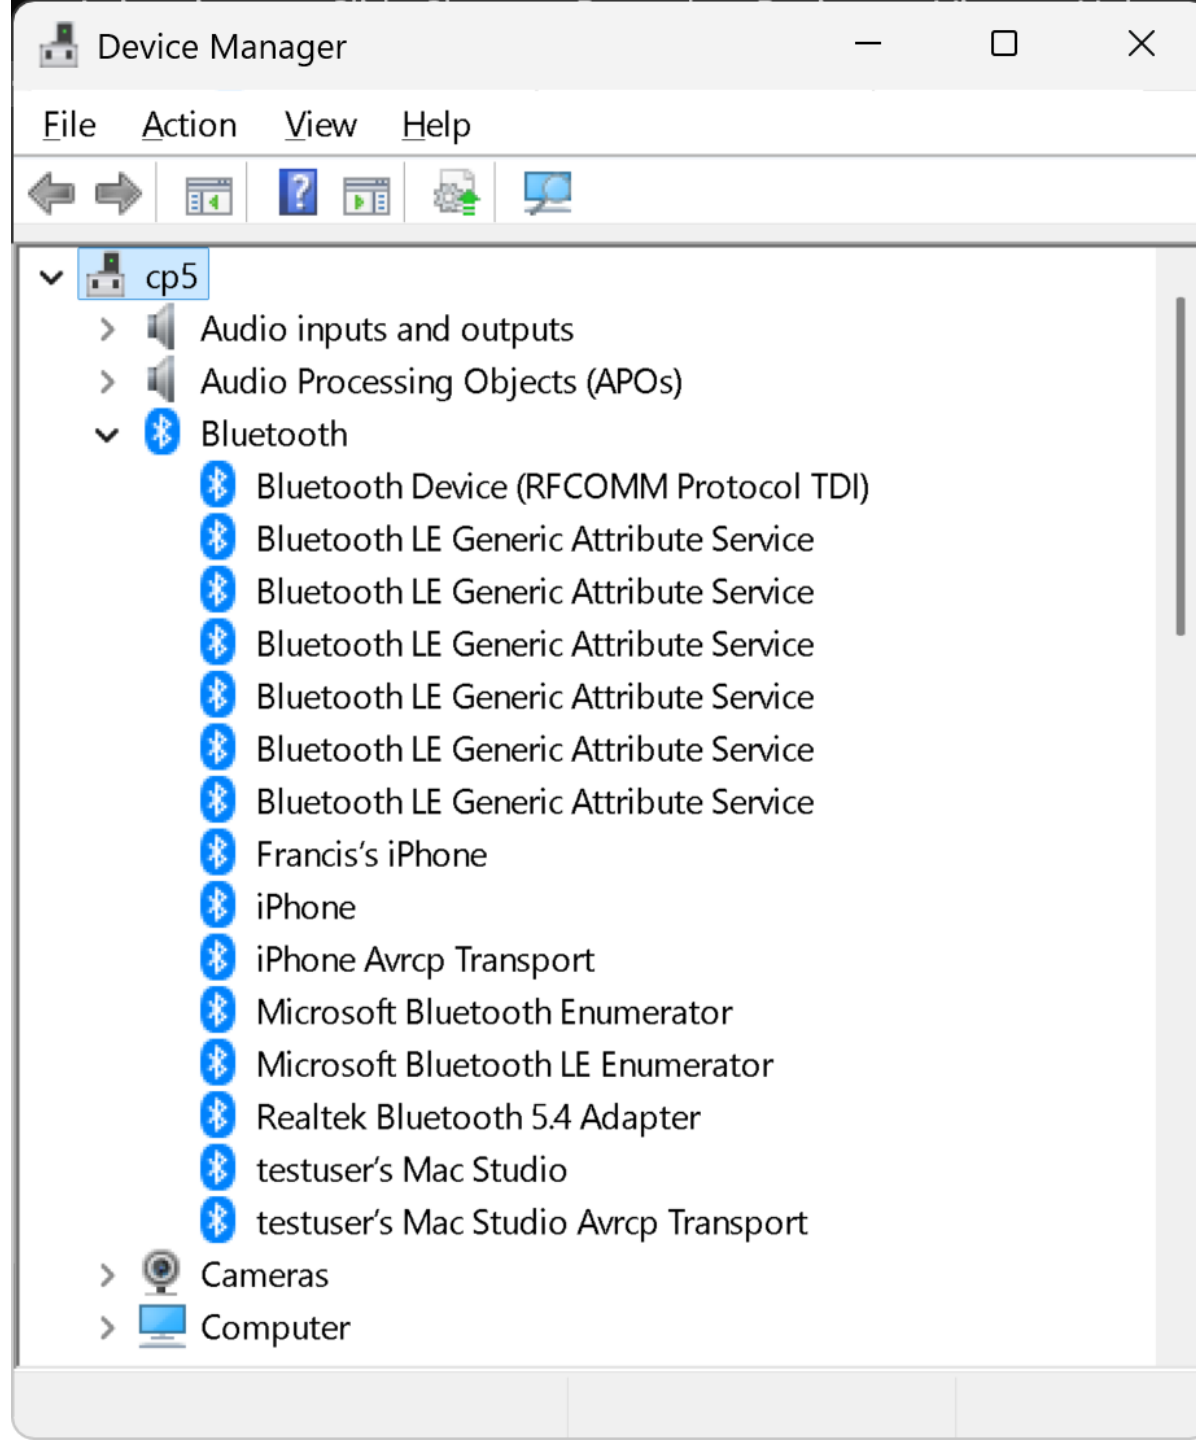 Device Manager
File Action View Help
cp5
Audio inputs and outputs
Audio Processing Objects (APOs)
Bluetooth
Bluetooth Device (RFCOMM Protocol TDI)
Bluetooth LE Generic Attribute Service
Bluetooth LE Generic Attribute Service
Bluetooth LE Generic Attribute Service
Bluetooth LE Generic Attribute Service
Bluetooth LE Generic Attribute Service
Bluetooth LE Generic Attribute Service
Francis’s iPhone
iPhone
iPhone Avrcp Transport
Microsoft Bluetooth Enumerator
Microsoft Bluetooth LE Enumerator
Realtek Bluetooth 5.4 Adapter
testuser’s Mac Studio
testuser’s Mac Studio Avrcp Transport
Cameras
Computer